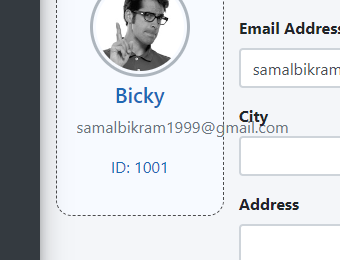 Bicky
samalbikram1999@gmail.com
ID: 1001
Email Address
samalbikram
City
Address